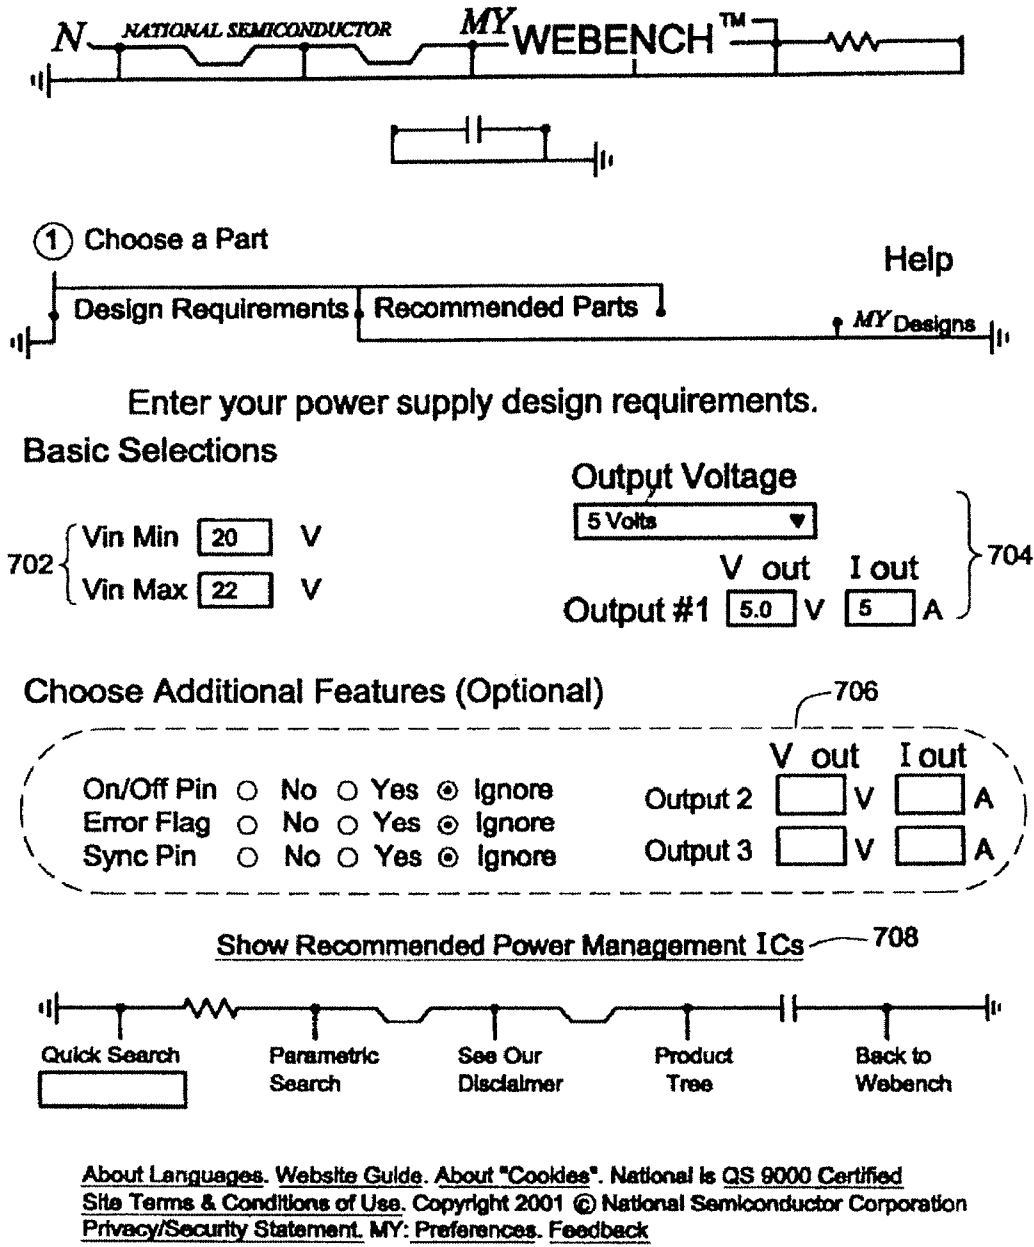 N NATIONAL SEMICONDUCTOR MY WEBENCH™
1 Choose a Part
Help
Design Requirements Recommended Parts
MY Designs
Enter your power supply design requirements.
Basic Selections
Output Voltage
5 Volts
702 Vin Min 20 V
Vin Max 22 V
704
V out I out
Output #1 5.0 V 5 A
Choose Additional Features (Optional)
706
V out I out
On/Off Pin No Yes Ignore
Output 2 V A
Error Flag No Yes Ignore
Sync Pin No Yes Ignore
Output 3 V A
Show Recommended Power Management ICs 708
Quick Search Parametric Search See Our Disclaimer Product Tree Back to Webench
About Languages. Website Guide. About "Cookies". National is QS 9000 Certified
Site Terms & Conditions of Use. Copyright 2001 © National Semiconductor Corporation
Privacy/Security Statement. MY: Preferences. Feedback